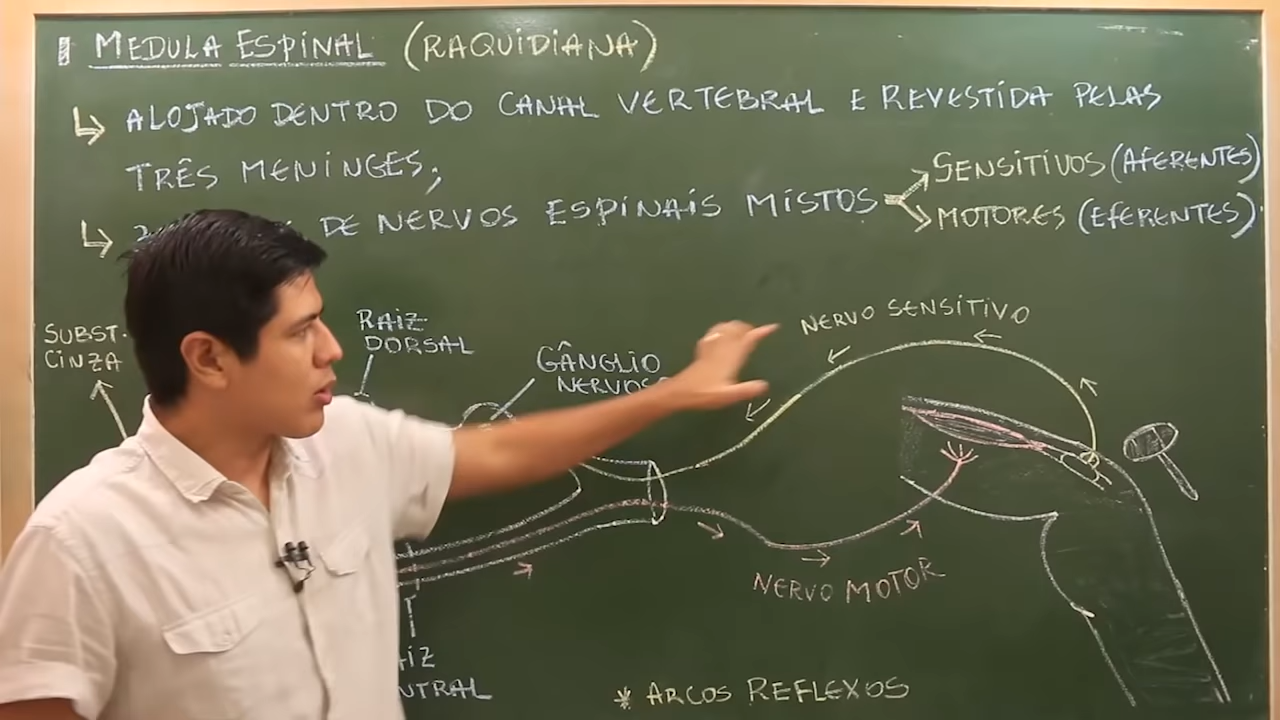 MEDULA ESPINAL (RAQUIDIANA)
↳ ALOJADO DENTRO DO CANAL VERTEBRAL E REVESTIDA PELAS
TRÊS MENINGES;
↳ DE NERVOS ESPINAIS MISTOS
SENSITIVOS (AFERENTES)
MOTORES (EFERENTES).
SUBST.
CINZA
RAIZ
DORSAL
GÂNGLIO
NERVOSO
NERVO SENSITIVO
NERVO MOTOR
* ARCOS REFLEXOS